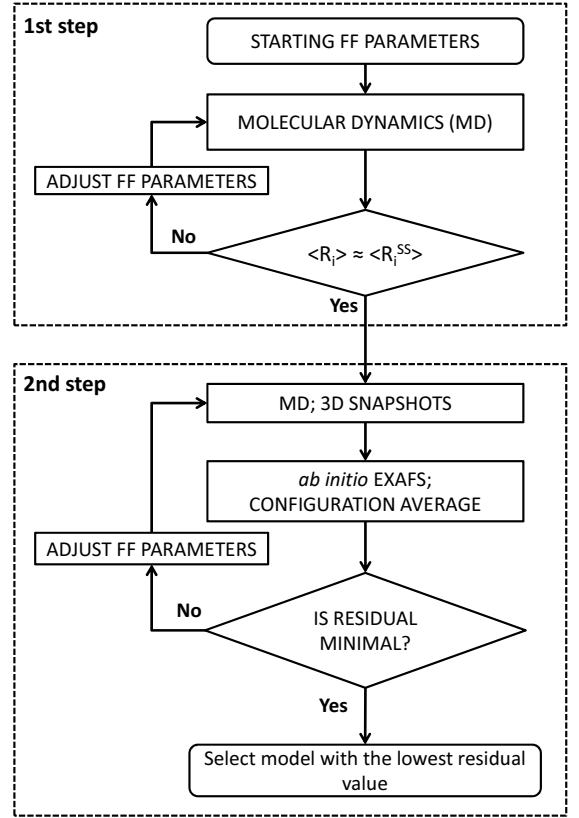 1st step
STARTING FF PARAMETERS
MOLECULAR DYNAMICS (MD)
ADJUST FF PARAMETERS
No
<Rᵢ> ≈ <Rᵢˢˢ>
Yes
2nd step
MD; 3D SNAPSHOTS
ab initio EXAFS;
CONFIGURATION AVERAGE
ADJUST FF PARAMETERS
No
IS RESIDUAL
MINIMAL?
Yes
Select model with the lowest residual
value